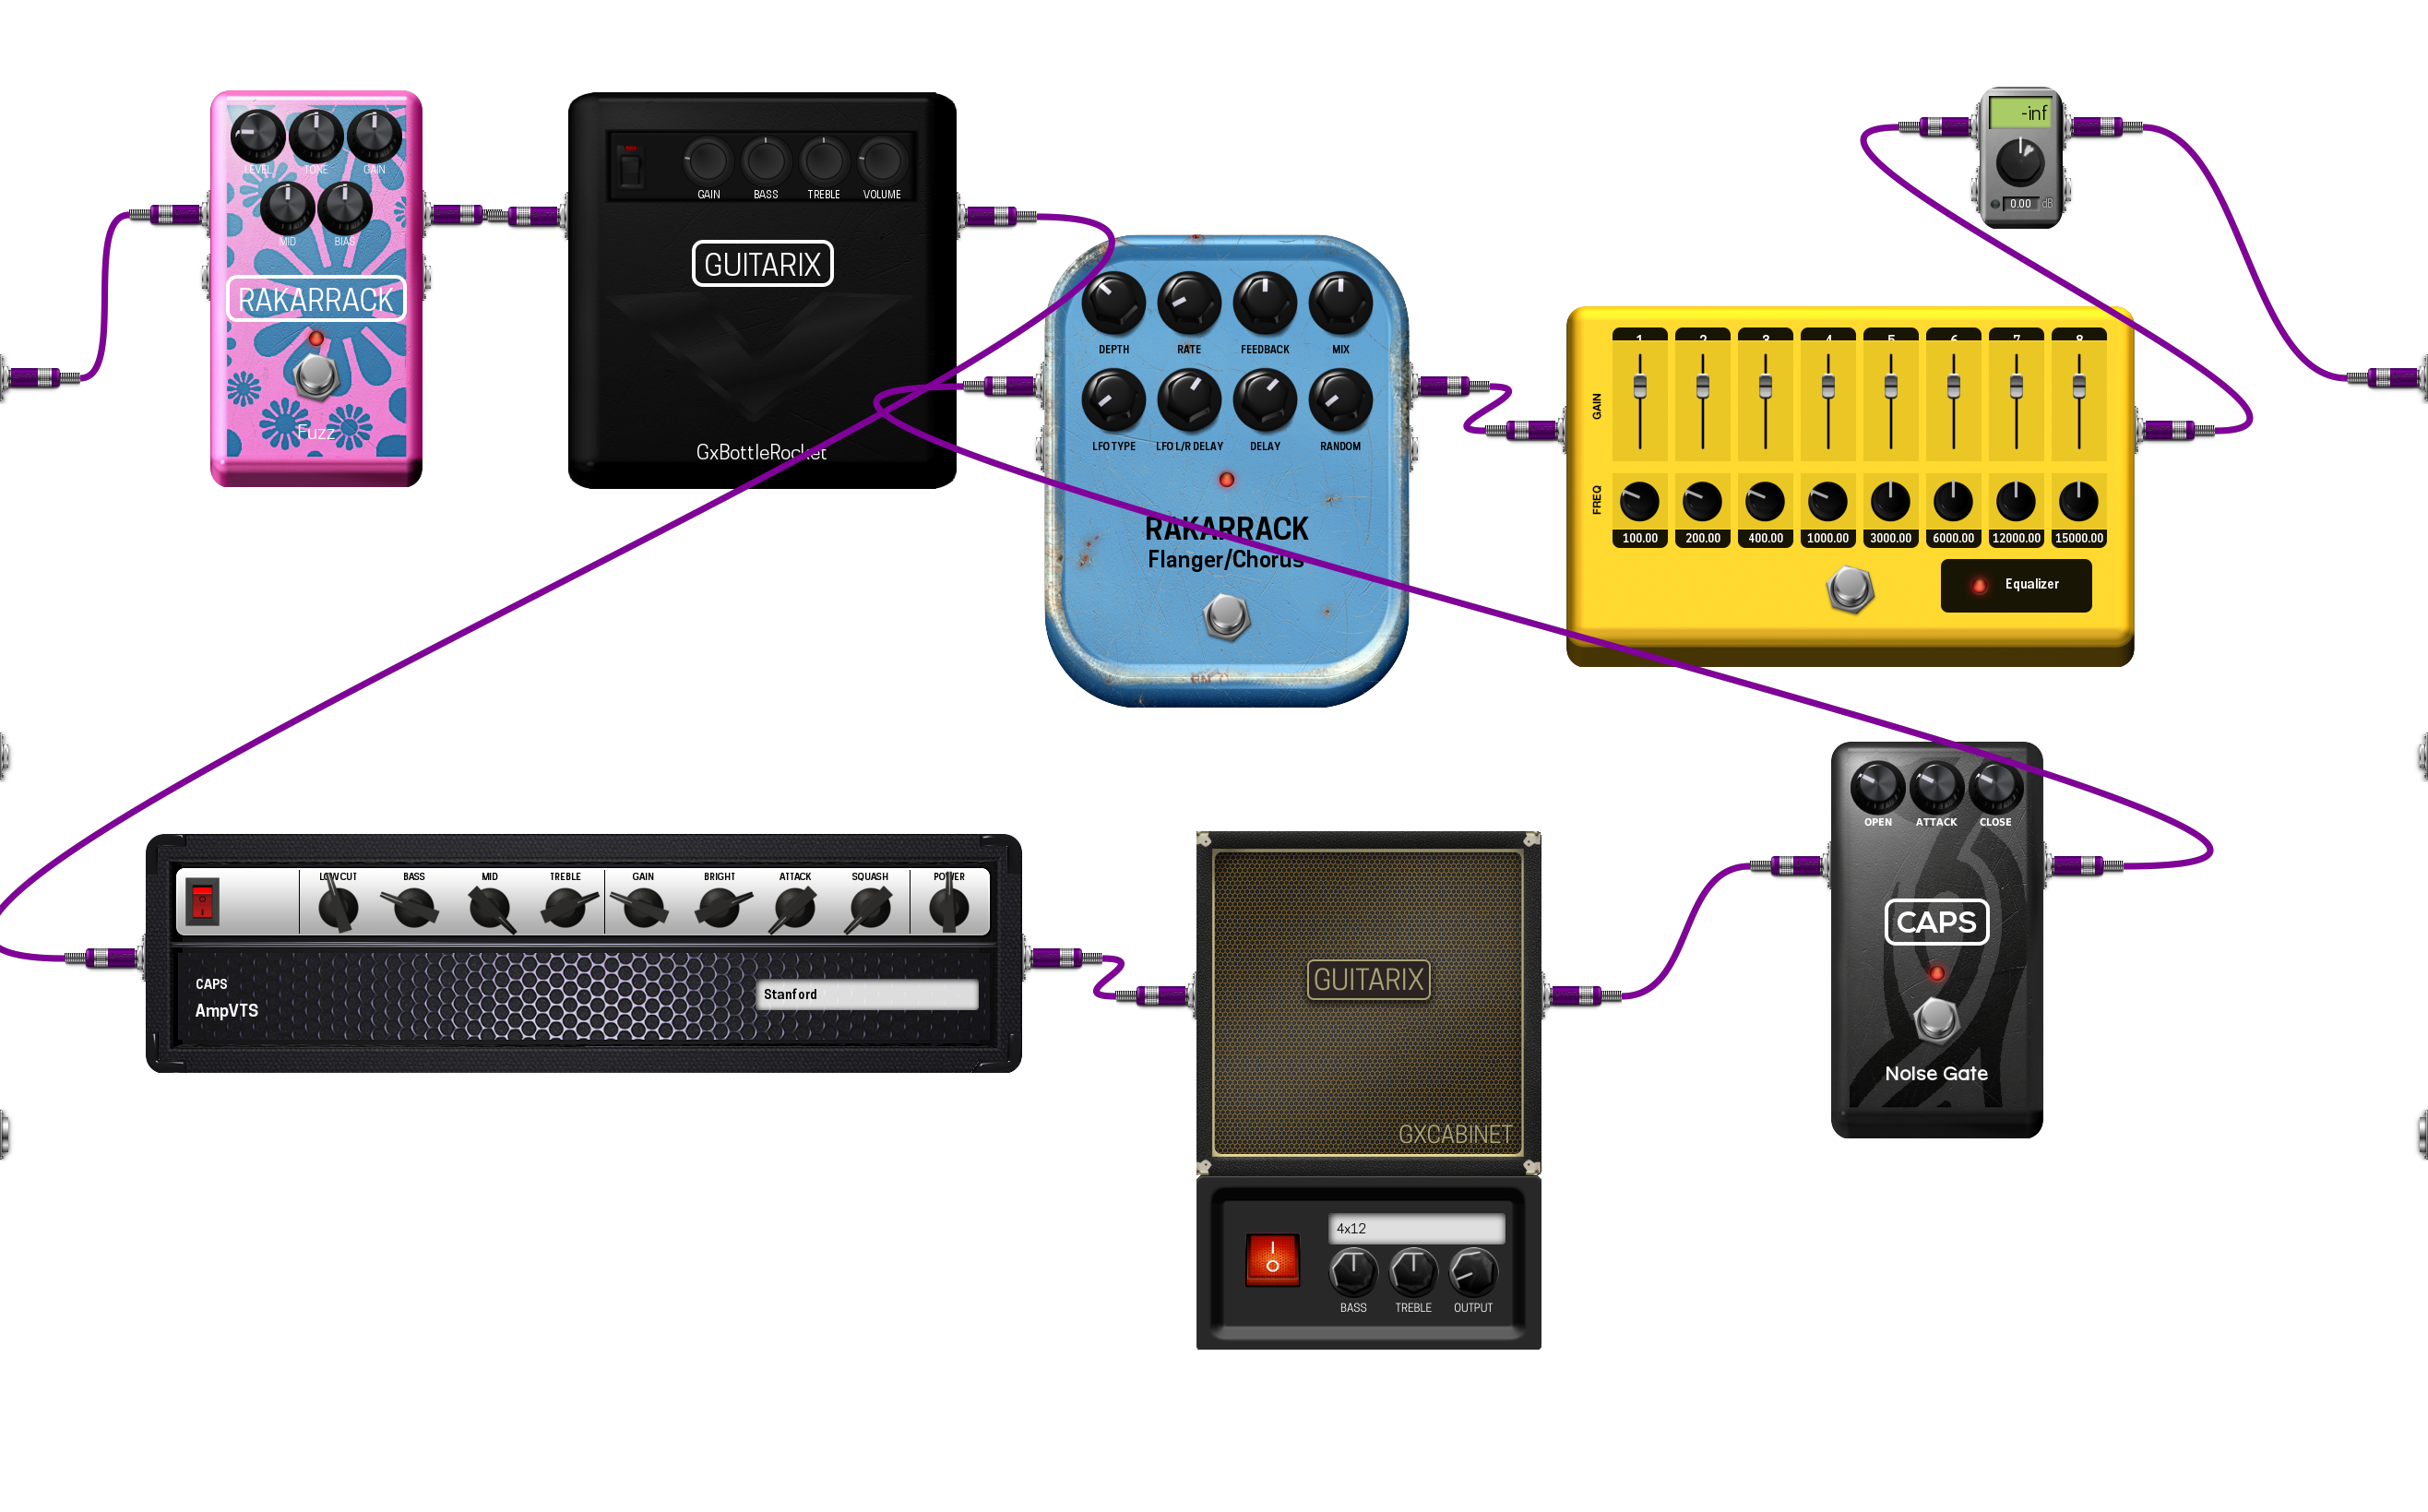 LEVEL TONE GAIN
MID BIAS
RAKARRACK
Fuzz
GAIN BASS TREBLE VOLUME
GUITARIX
GxBottleRocket
DEPTH RATE FEEDBACK MIX
LFO TYPE LFO L/R DELAY DELAY RANDOM
RAKARRACK
Flanger/Chorus
-inf
0.00 dB
1 2 3 4 5 6 7 8
GAIN
FREQ
100.00 200.00 400.00 1000.00 3000.00 6000.00 12000.00 15000.00
Equalizer
LOWCUT BASS MID TREBLE GAIN BRIGHT ATTACK SQUASH POWER
CAPS
AmpVTS
Stanford
GUITARIX
GXCABINET
4x12
BASS TREBLE OUTPUT
OPEN ATTACK CLOSE
CAPS
Noise Gate